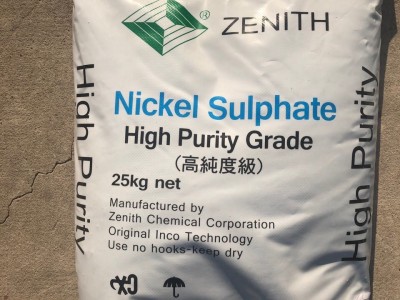 ® ZENITH
High Purity
Nickel Sulphate
High Purity Grade
(高純度級)
25kg net
Manufactured by
Zenith Chemical Corporation
Original Inco Technology
Use no hooks-keep dry
High Purity